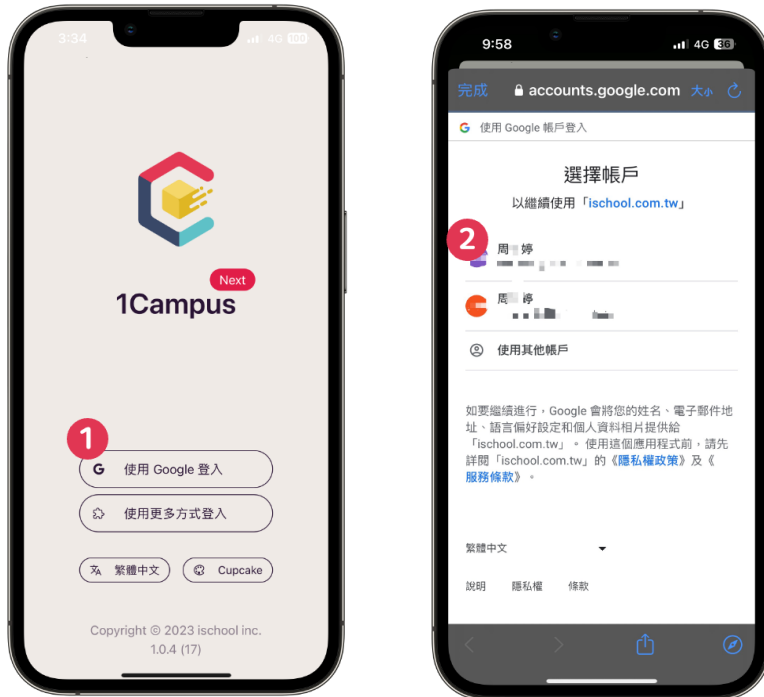 3:34
4G 100
Next
1Campus
1
使用 Google 登入
使用更多方式登入
繁體中文
Cupcake
Copyright © 2023 ischool inc.
1.0.4 (17)
9:58
4G 36
完成
accounts.google.com
大小
使用 Google 帳戶登入
選擇帳戶
以繼續使用「ischool.com.tw」
2
周 婷
周 婷
使用其他帳戶
如要繼續進行，Google 會將您的姓名、電子郵件地
址、語言偏好設定和個人資料相片提供給
「ischool.com.tw」。 使用這個應用程式前，請先
詳閱「ischool.com.tw」的《隱私權政策》及《
服務條款》。
繁體中文
說明 隱私權 條款